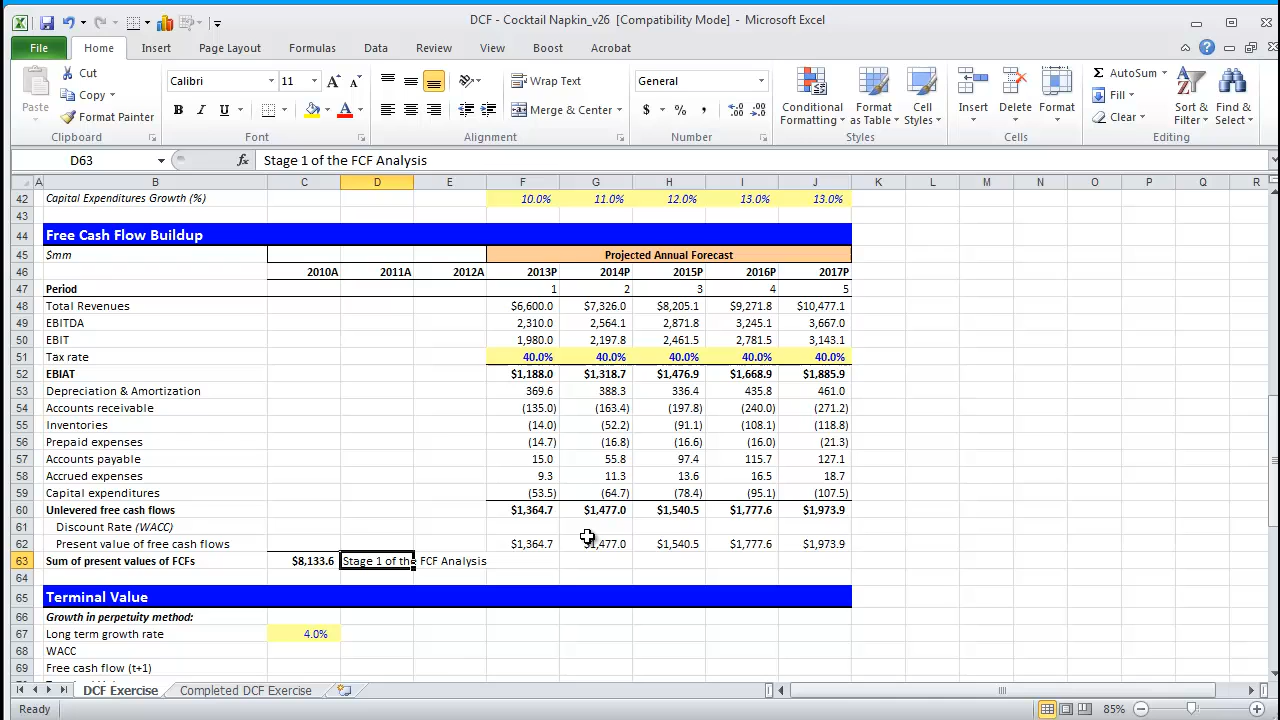 DCF - Cocktail Napkin_v26 [Compatibility Mode] - Microsoft Excel
File Home Insert Page Layout Formulas Data Review View Boost Acrobat
Paste Cut Copy Format Painter
Calibri 11 B I U
Wrap Text Merge & Center
General $ % ,
Conditional Formatting Format as Table Cell Styles
Insert Delete Format
AutoSum Fill Clear Sort & Filter Find & Select
Clipboard Font Alignment Number Styles Cells Editing
D63 fx Stage 1 of the FCF Analysis
A B C D E F G H I J K L M N O P Q R
42 Capital Expenditures Growth (%) 10.0% 11.0% 12.0% 13.0% 13.0%
43
44 Free Cash Flow Buildup
45 $mm Projected Annual Forecast
46 2010A 2011A 2012A 2013P 2014P 2015P 2016P 2017P
47 Period 1 2 3 4 5
48 Total Revenues $6,600.0 $7,326.0 $8,205.1 $9,271.8 $10,477.1
49 EBITDA 2,310.0 2,564.1 2,871.8 3,245.1 3,667.0
50 EBIT 1,980.0 2,197.8 2,461.5 2,781.5 3,143.1
51 Tax rate 40.0% 40.0% 40.0% 40.0% 40.0%
52 EBIAT $1,188.0 $1,318.7 $1,476.9 $1,668.9 $1,885.9
53 Depreciation & Amortization 369.6 388.3 336.4 435.8 461.0
54 Accounts receivable (135.0) (163.4) (197.8) (240.0) (271.2)
55 Inventories (14.0) (52.2) (91.1) (108.1) (118.8)
56 Prepaid expenses (14.7) (16.8) (16.6) (16.0) (21.3)
57 Accounts payable 15.0 55.8 97.4 115.7 127.1
58 Accrued expenses 9.3 11.3 13.6 16.5 18.7
59 Capital expenditures (53.5) (64.7) (78.4) (95.1) (107.5)
60 Unlevered free cash flows $1,364.7 $1,477.0 $1,540.5 $1,777.6 $1,973.9
61 Discount Rate (WACC)
62 Present value of free cash flows $1,364.7 $1,477.0 $1,540.5 $1,777.6 $1,973.9
63 Sum of present values of FCFs $8,133.6 Stage 1 of the FCF Analysis
64
65 Terminal Value
66 Growth in perpetuity method:
67 Long term growth rate 4.0%
68 WACC
69 Free cash flow (t+1)
DCF Exercise Completed DCF Exercise
Ready 85%